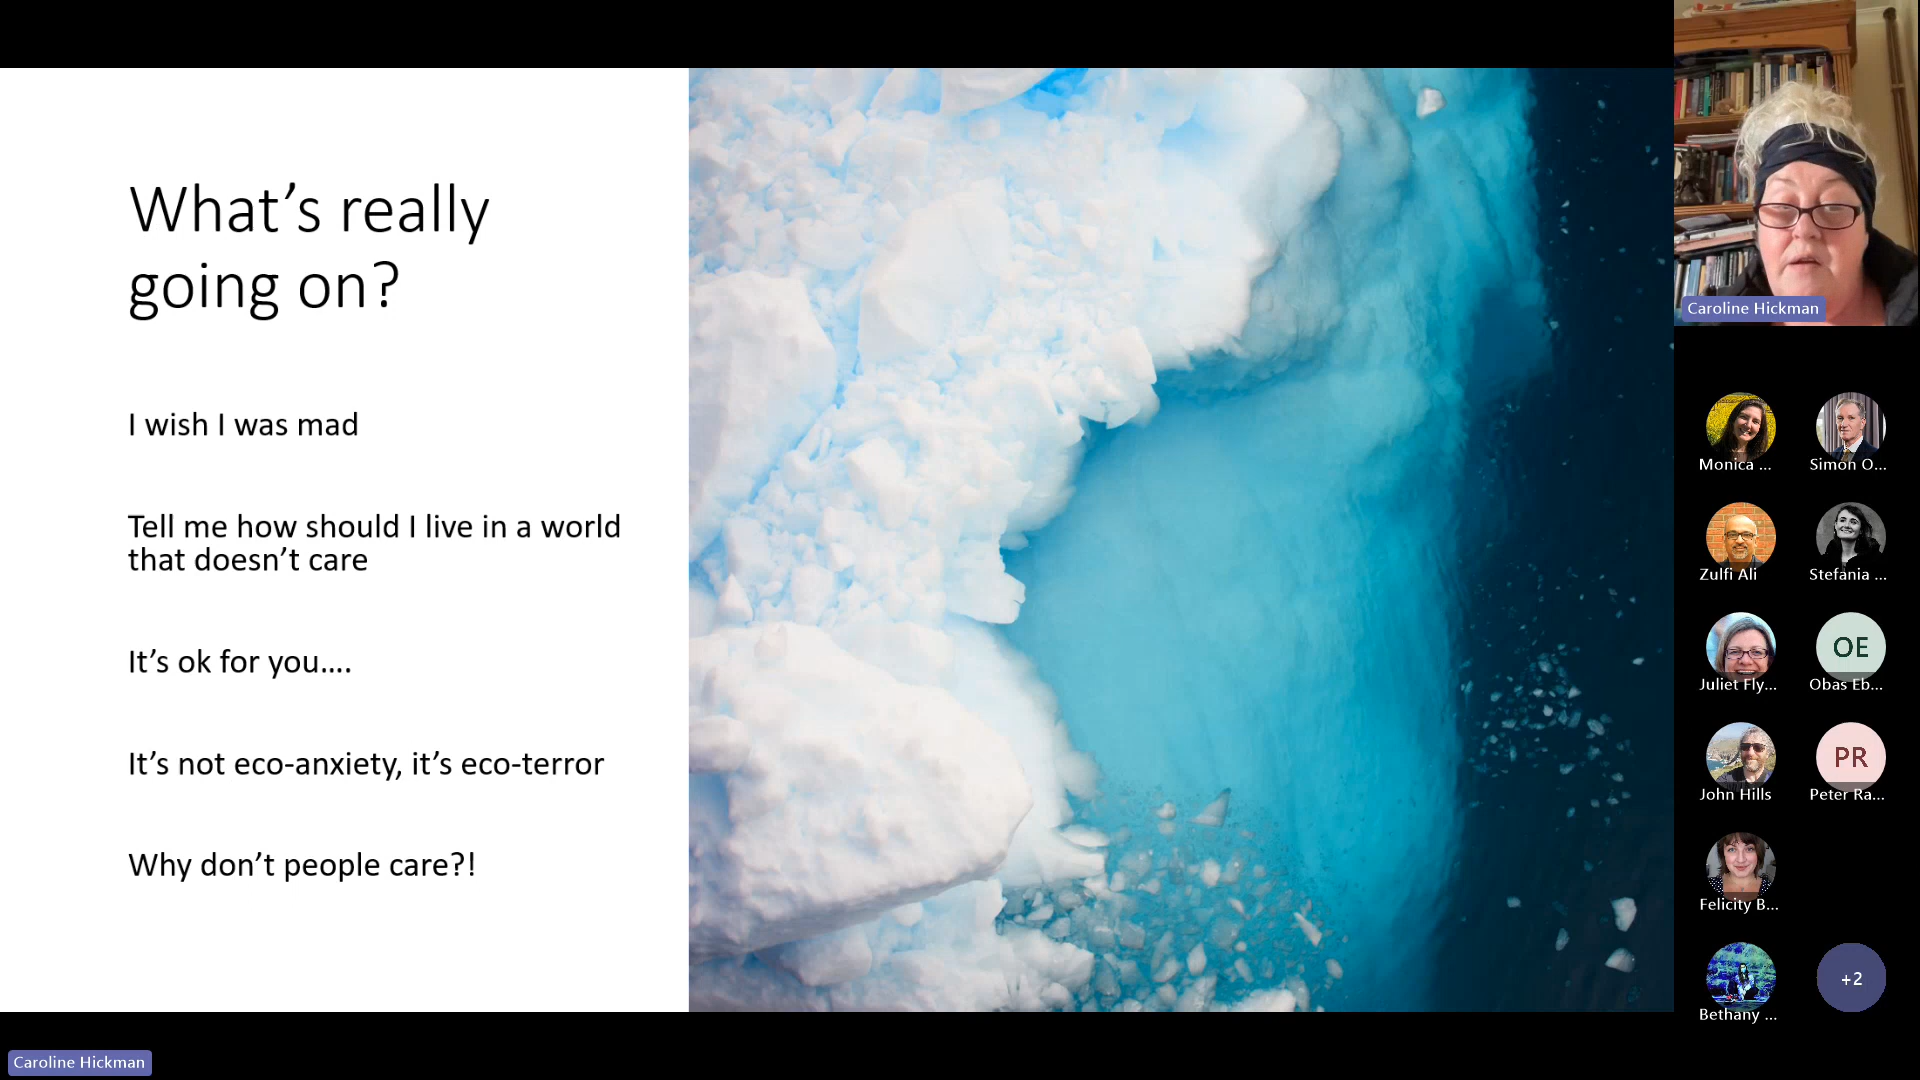 What’s really
going on?
I wish I was mad
Tell me how should I live in a world
that doesn’t care
It’s ok for you....
It’s not eco-anxiety, it’s eco-terror
Why don’t people care?!
Caroline Hickman
Monica ...
Simon O...
Zulfi Ali
Stefania ...
Juliet Fly...
OE
Obas Eb...
John Hills
PR
Peter Ra...
Felicity B...
Bethany ...
+2
Caroline Hickman